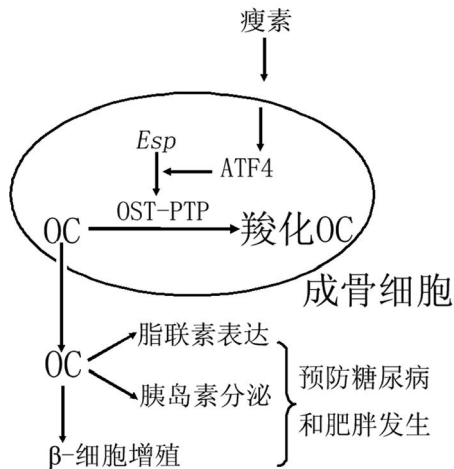 瘦素
Esp
ATF4
OST-PTP
OC
羧化OC
成骨细胞
脂联素表达
OC
胰岛素分泌
预防糖尿病
和肥胖发生
β-细胞增殖